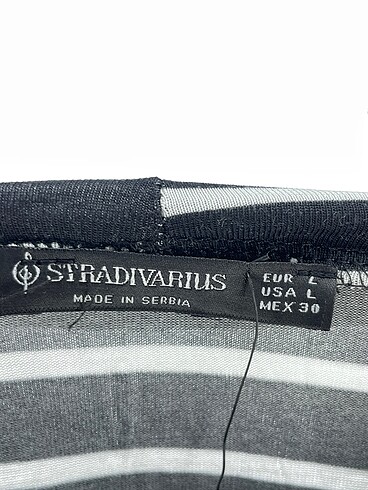 STRADIVARIUS
MADE IN SERBIA
EUR L
USA L
MEX 30